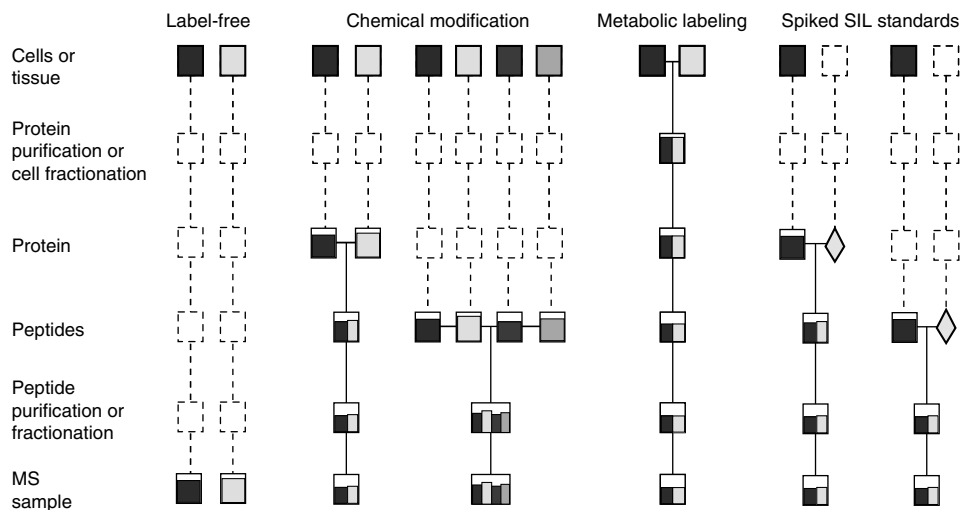 Label-free
Chemical modification
Metabolic labeling
Spiked SIL standards
Cells or
tissue
Protein
purification or
cell fractionation
Protein
Peptides
Peptide
purification or
fractionation
MS
sample